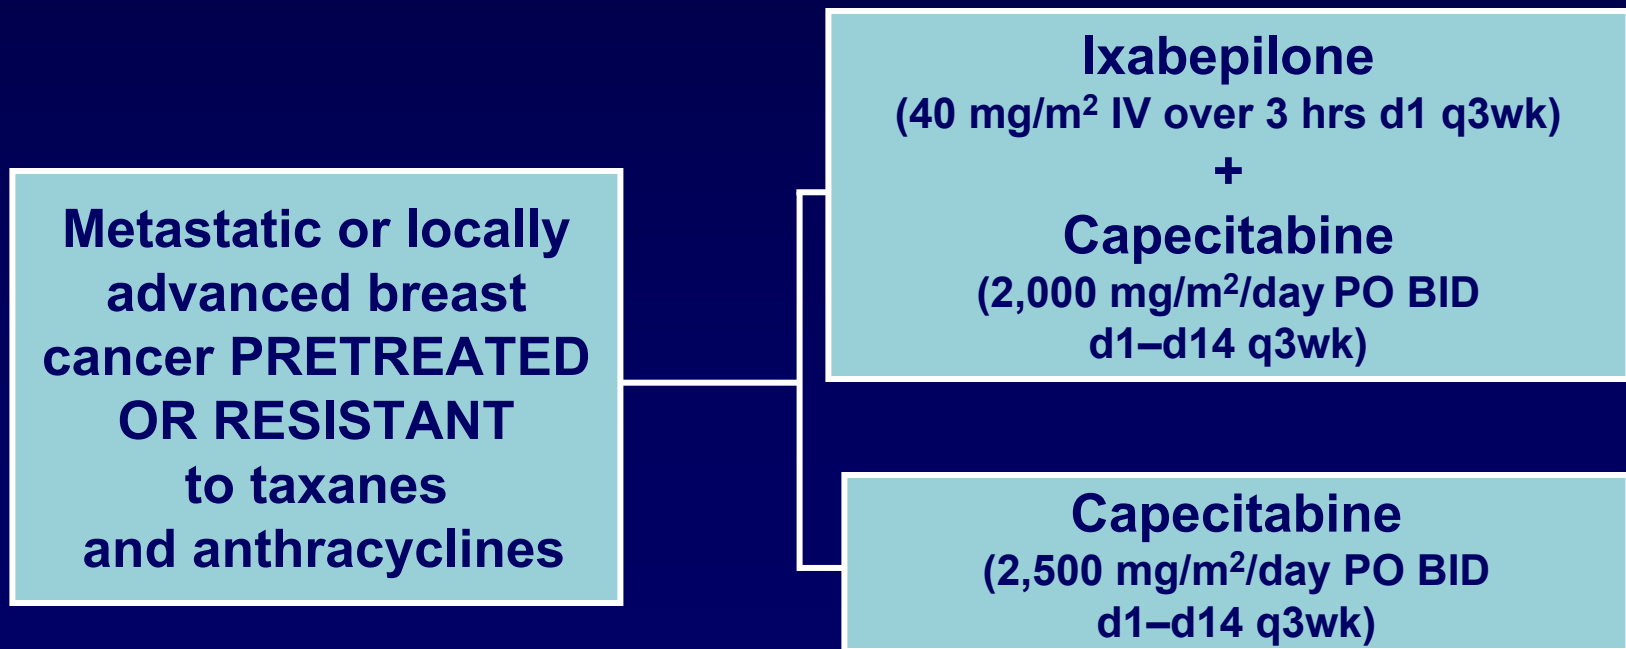 Metastatic or locally
advanced breast
cancer PRETREATED
OR RESISTANT
to taxanes
and anthracyclines
Ixabepilone
(40 mg/m² IV over 3 hrs d1 q3wk)
+
Capecitabine
(2,000 mg/m²/day PO BID
d1–d14 q3wk)
Capecitabine
(2,500 mg/m²/day PO BID
d1–d14 q3wk)